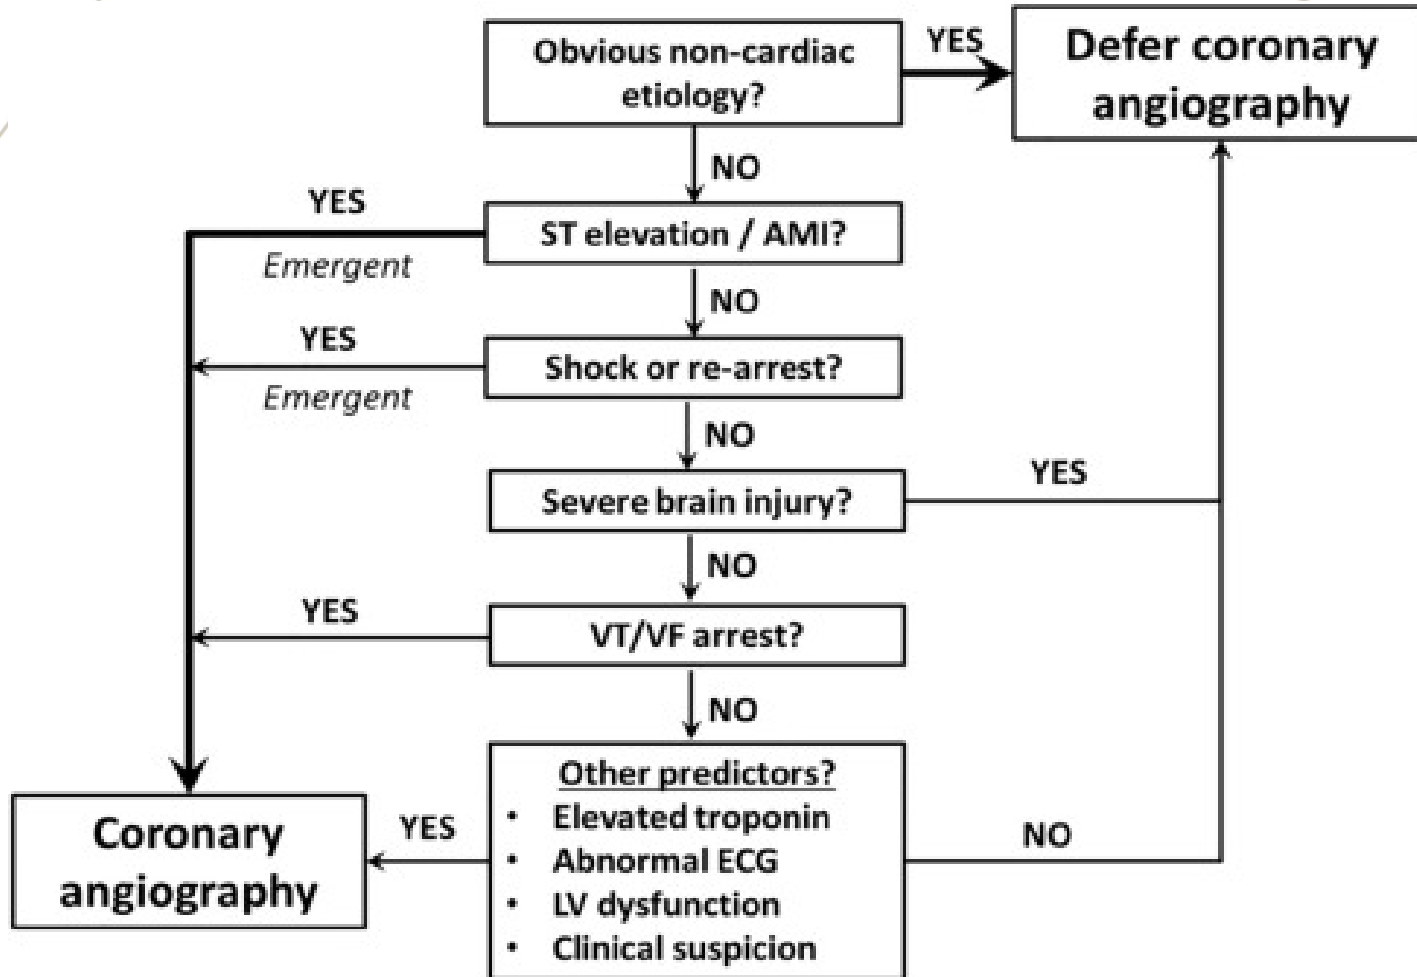 Obvious non-cardiac
etiology?
YES
Defer coronary
angiography
NO
YES
ST elevation / AMI?
Emergent
NO
YES
Shock or re-arrest?
Emergent
NO
Severe brain injury?
YES
NO
YES
VT/VF arrest?
NO
Other predictors?
• Elevated troponin
• Abnormal ECG
• LV dysfunction
• Clinical suspicion
YES
NO
Coronary
angiography